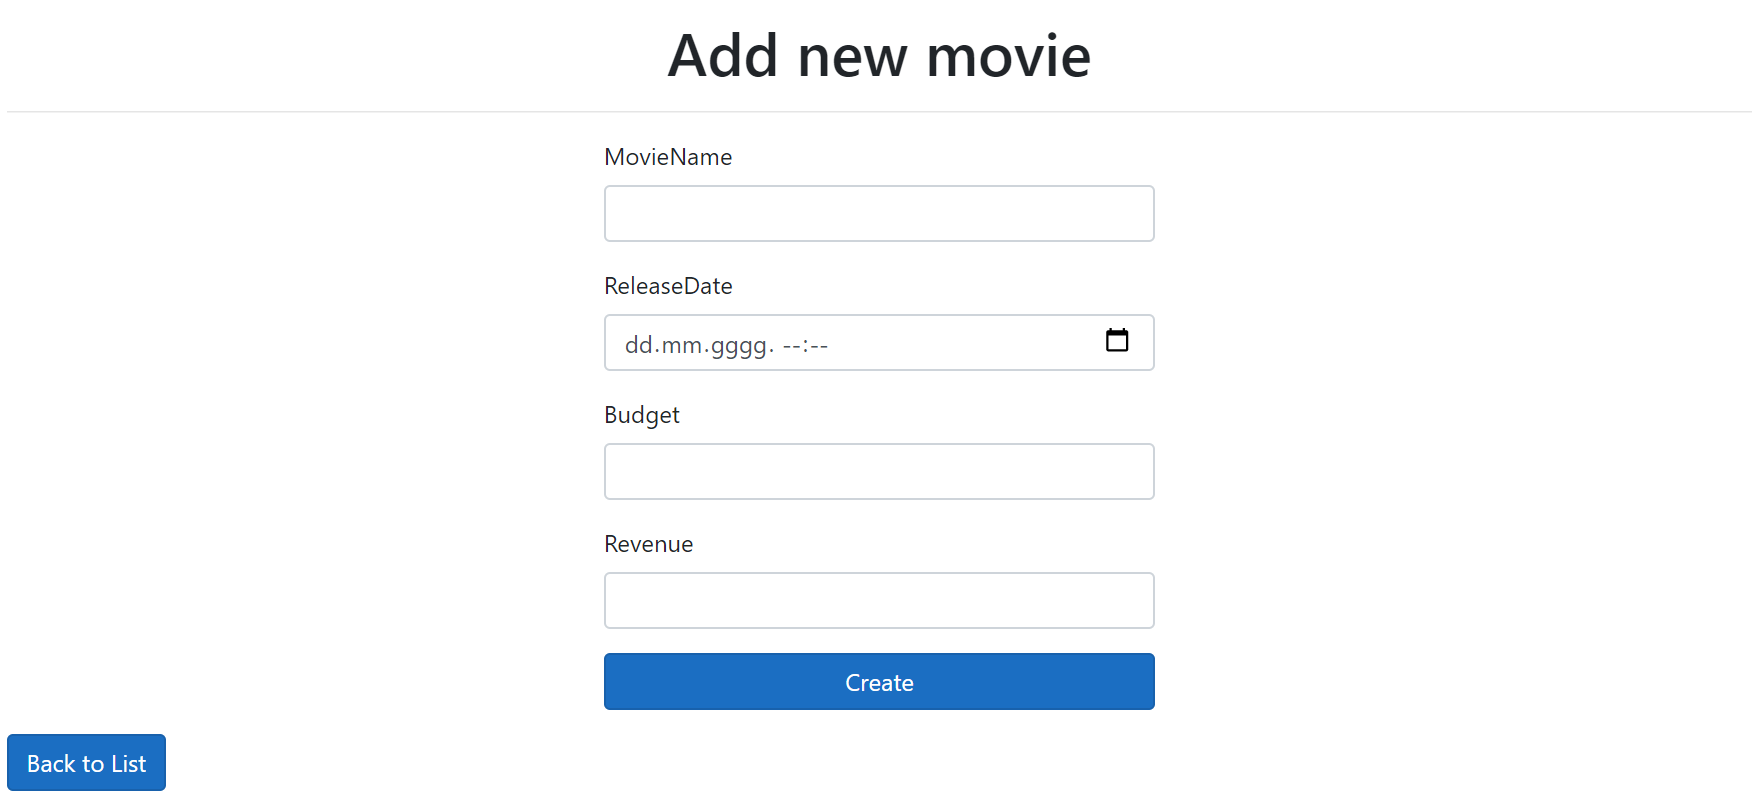 Add new movie
MovieName
ReleaseDate
dd.mm.gggg. --:--
Budget
Revenue
Create
Back to List